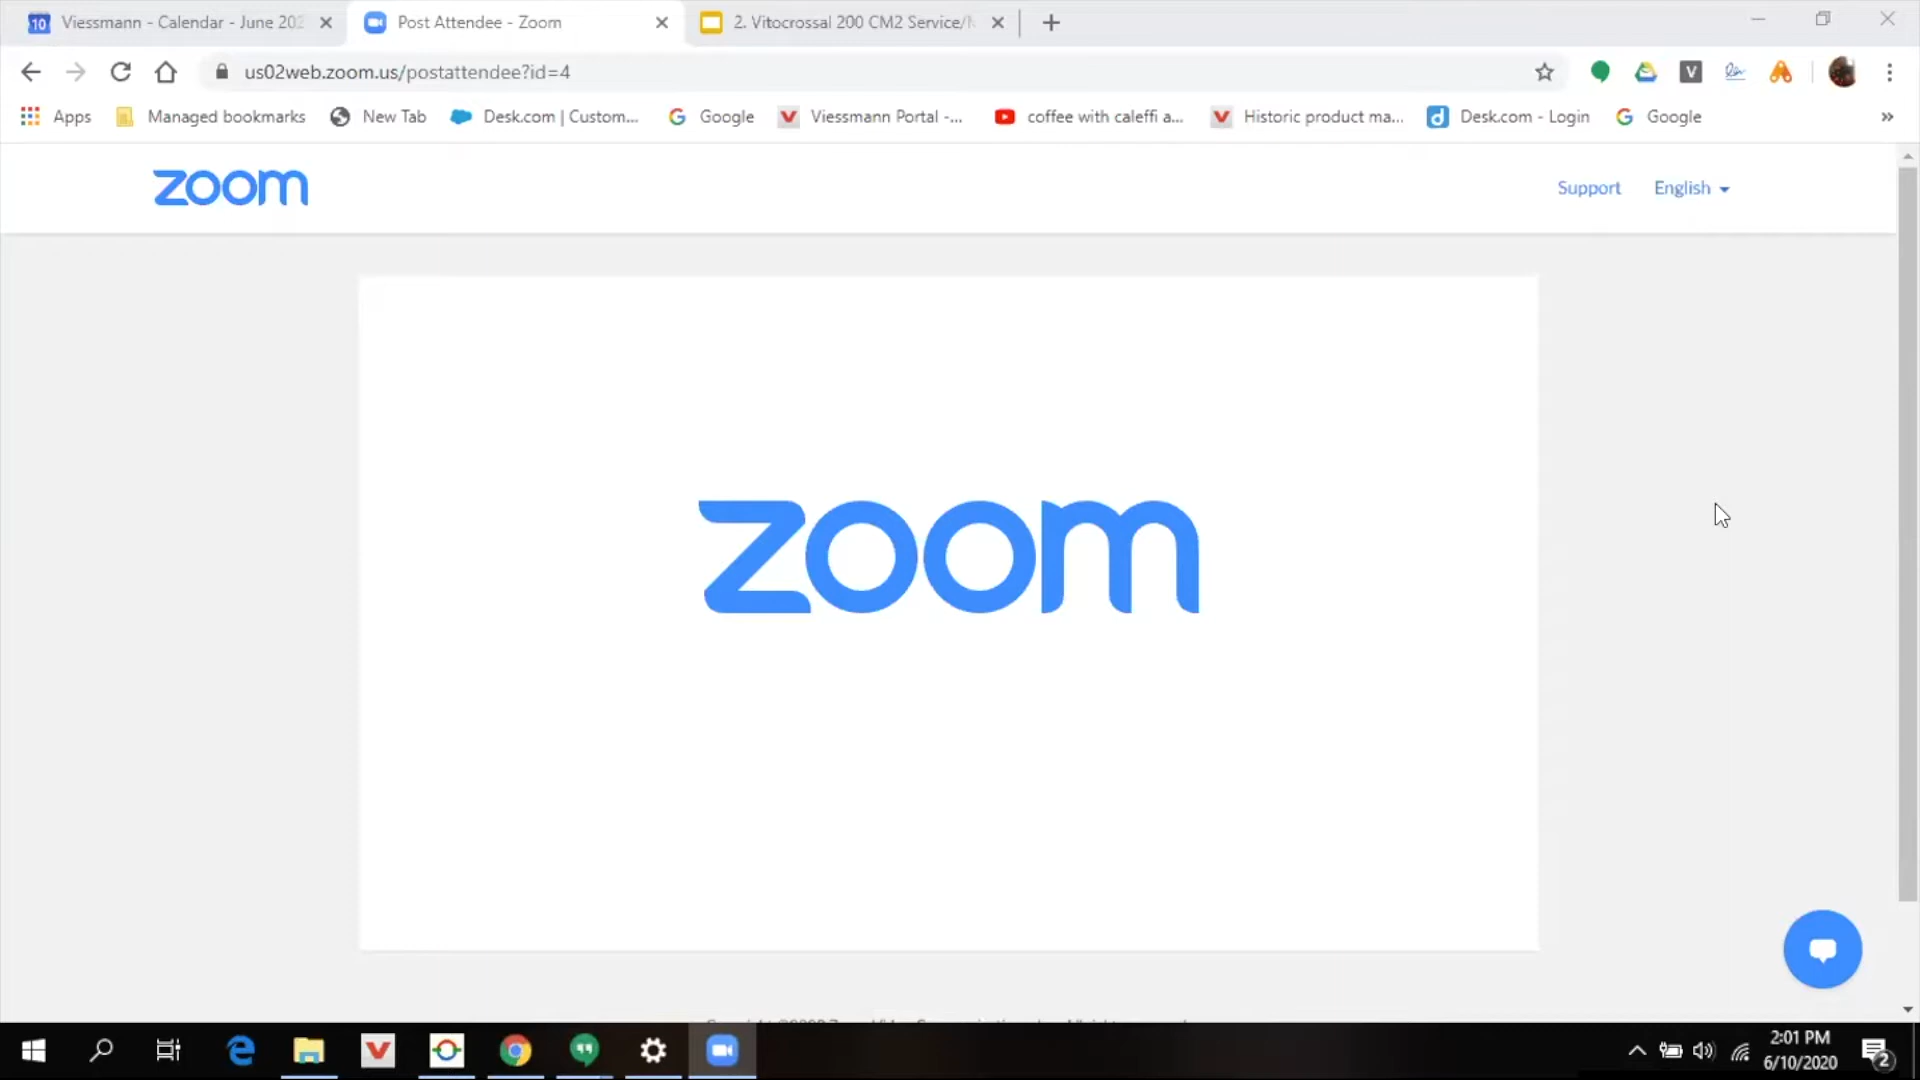 10 Viessmann - Calendar - June 202
Post Attendee - Zoom
2. Vitocrossal 200 CM2 Service/
us02web.zoom.us/postattendee?id=4
V
Apps
Managed bookmarks
New Tab
Desk.com | Custom...
Google
Viessmann Portal -...
coffee with caleffi a...
Historic product ma...
d Desk.com - Login
Google
»
zoom
Support
English
zoom
2:01 PM
6/10/2020
2